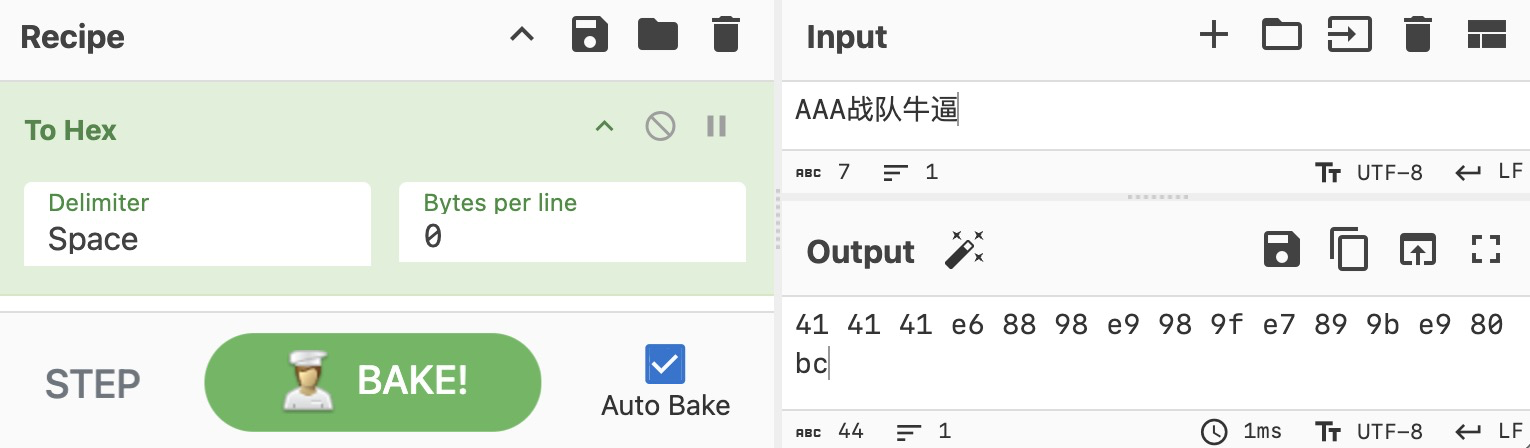 Recipe
To Hex
Delimiter
Space
Bytes per line
0
STEP
BAKE!
Auto Bake
Input
AAA战队牛逼
ABC 7 1 TT UTF-8 LF
Output
41 41 41 e6 88 98 e9 98 9f e7 89 9b e9 80
bc
ABC 44 1 1ms TT UTF-8 LF